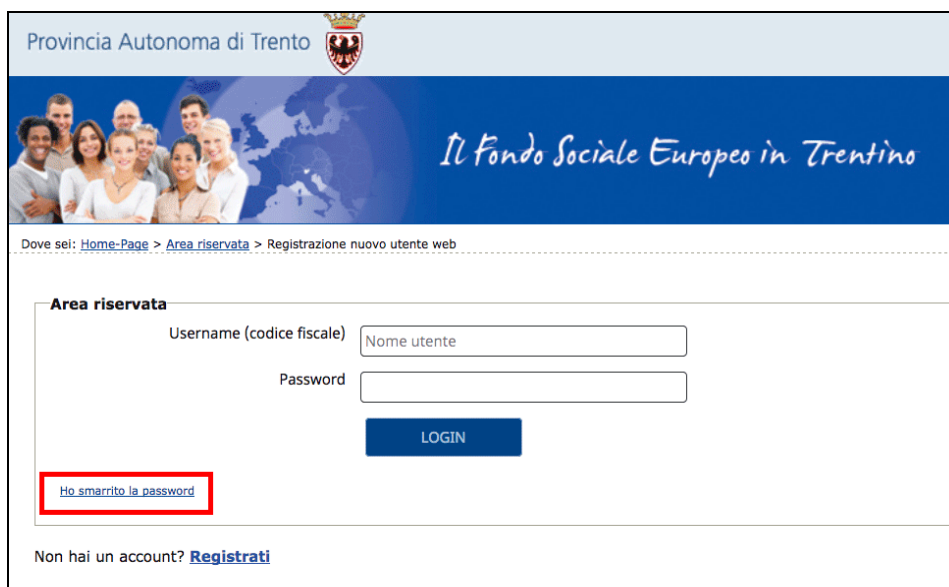 Provincia Autonoma di Trento
Il Fondo Sociale Europeo in Trentino
Dove sei: Home-Page > Area riservata > Registrazione nuovo utente web
Area riservata
Username (codice fiscale) Nome utente
Password
LOGIN
Ho smarrito la password
Non hai un account? Registrati